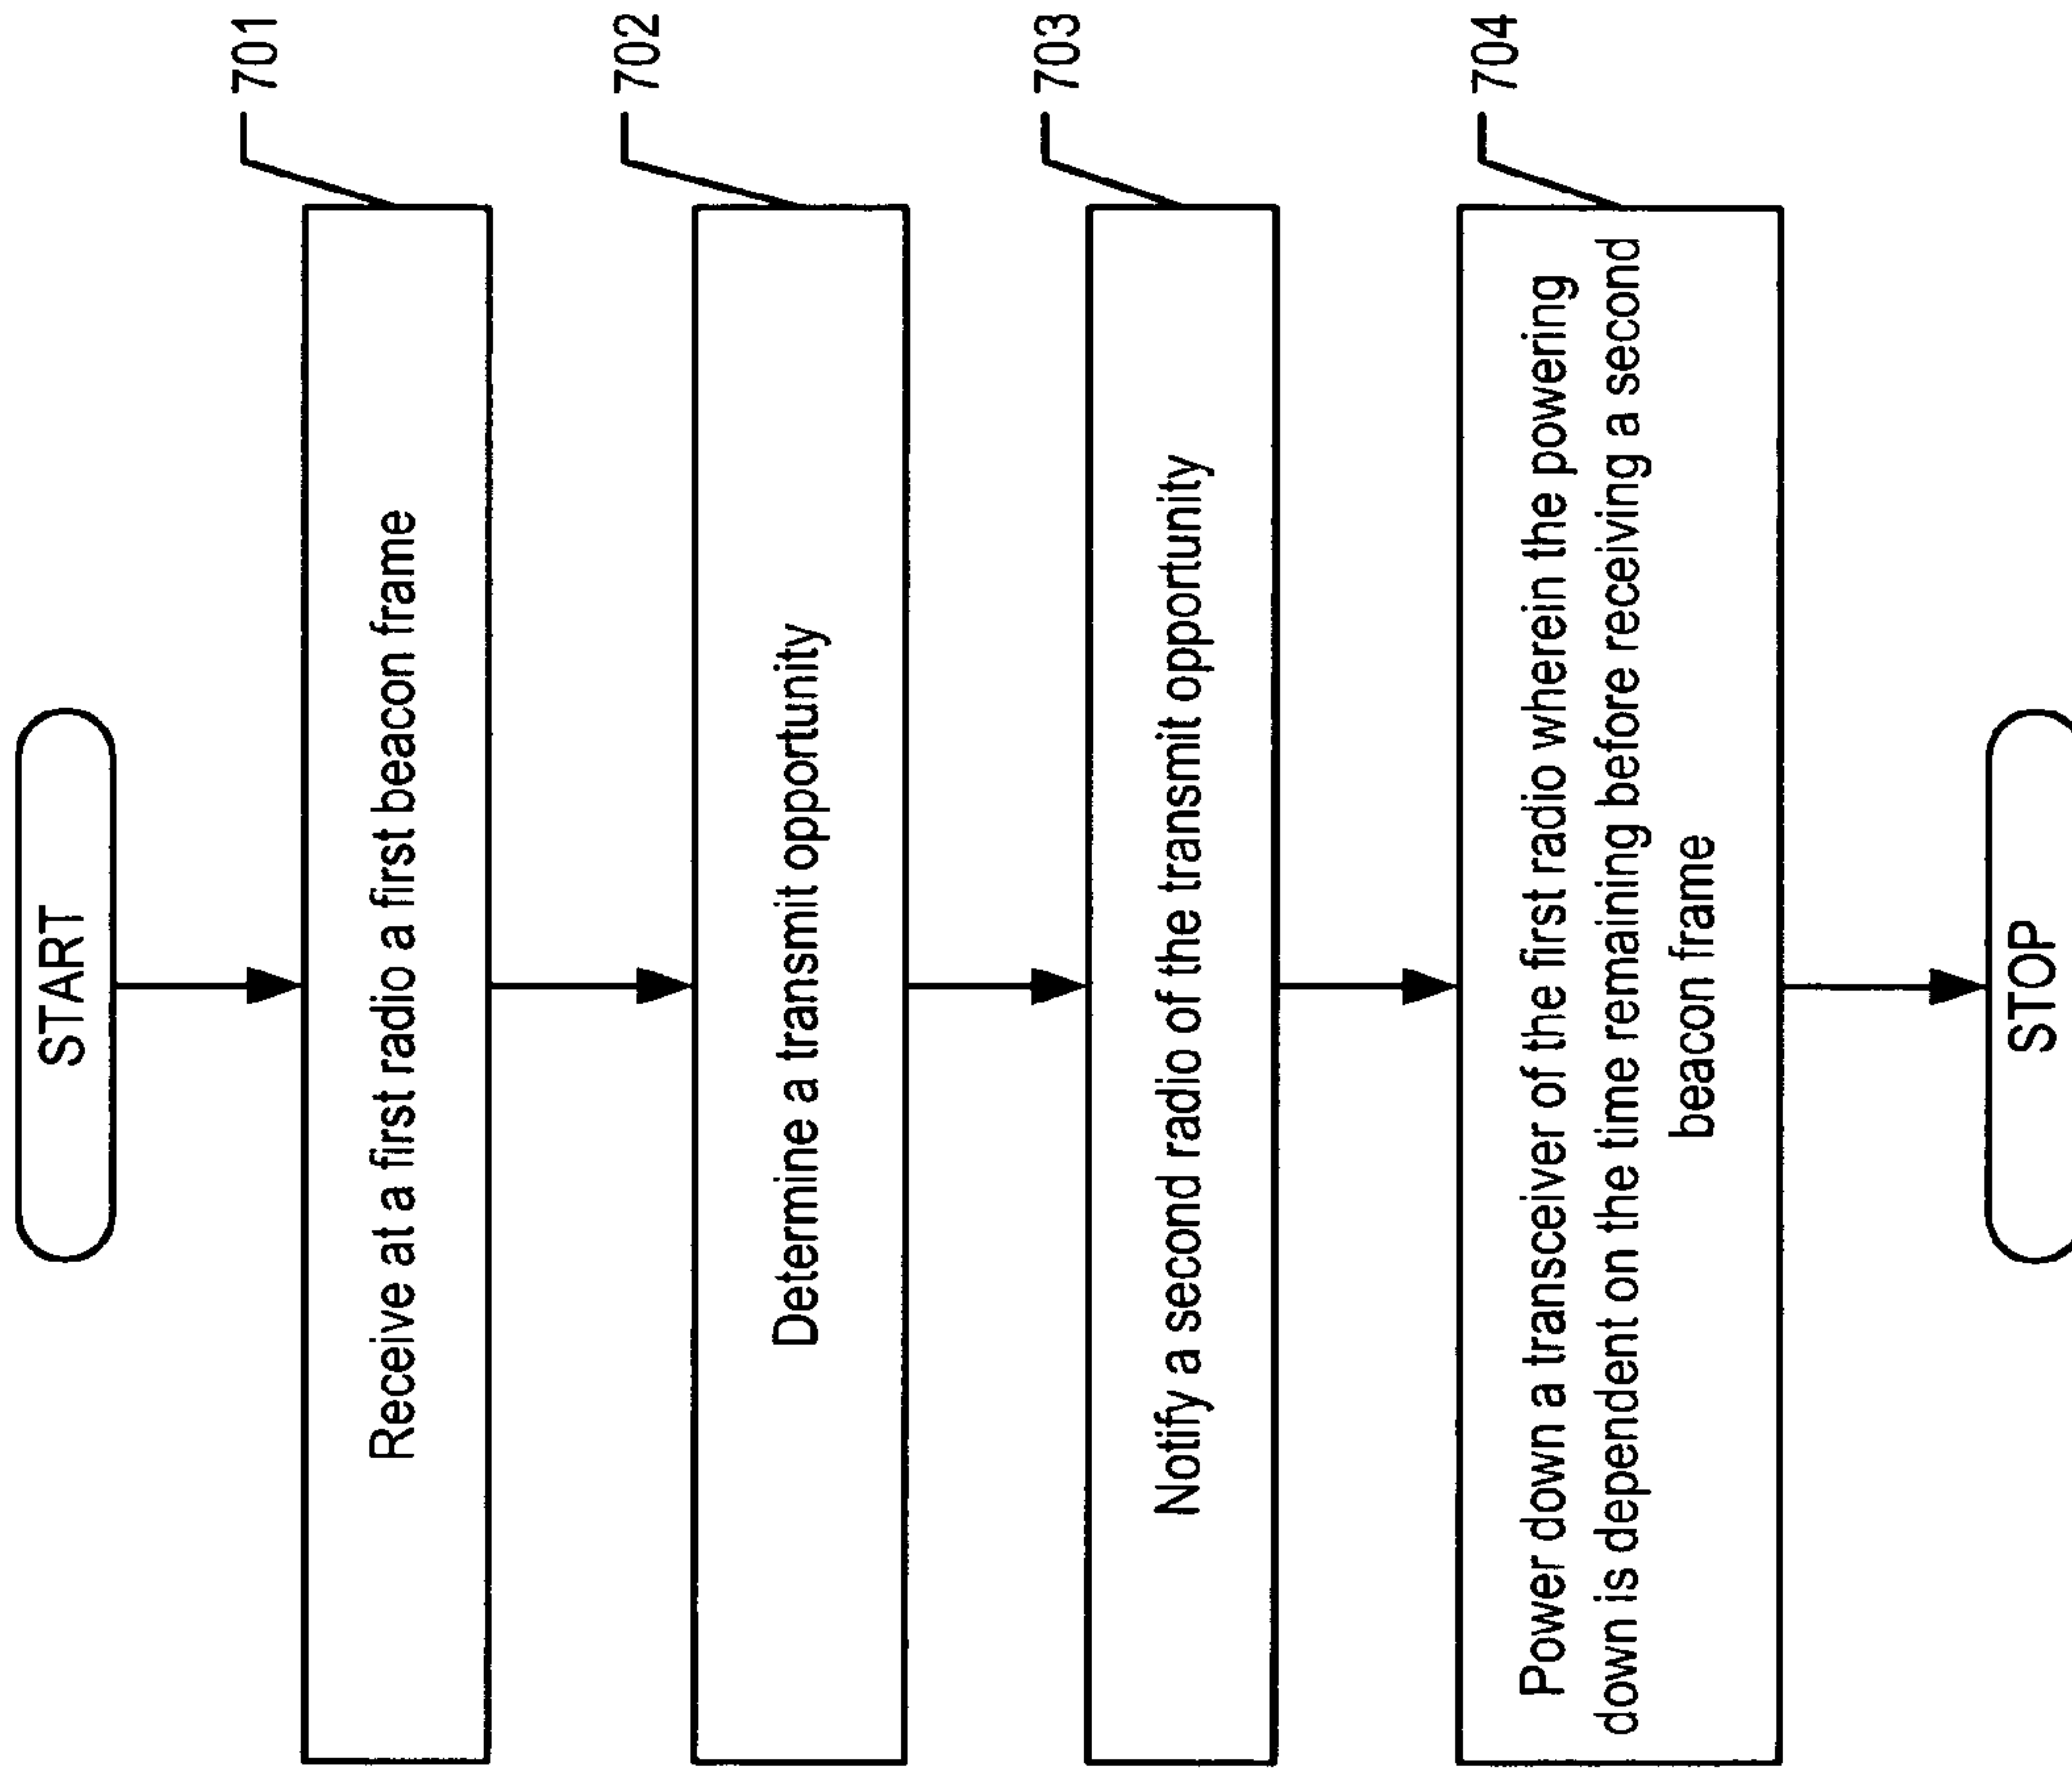 START
701
Receive at a first radio a first beacon frame
702
Determine a transmit opportunity
703
Notify a second radio of the transmit opportunity
704
Power down a transceiver of the first radio wherein the powering
down is dependent on the time remaining before receiving a second
beacon frame
STOP